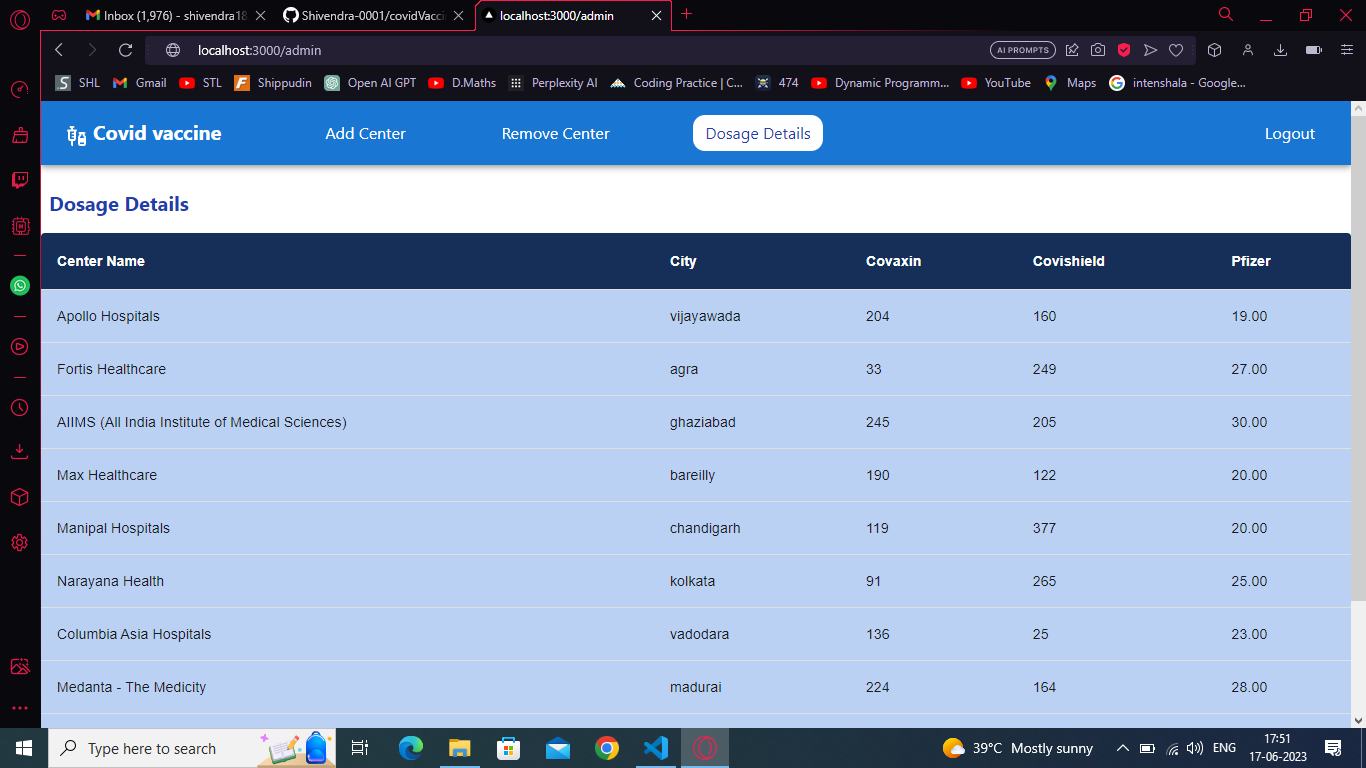 Inbox (1,976) - shivendra18
Shivendra-0001/covidVacci
localhost:3000/admin
localhost:3000/admin
AI PROMPTS
SHL
Gmail
STL
Shippudin
Open AI GPT
D.Maths
Perplexity AI
Coding Practice | C...
474
Dynamic Programm...
YouTube
Maps
intenshala - Google...
Covid vaccine
Add Center
Remove Center
Dosage Details
Logout
Dosage Details
Center Name City Covaxin Covishield Pfizer
Apollo Hospitals vijayawada 204 160 19.00
Fortis Healthcare agra 33 249 27.00
AIIMS (All India Institute of Medical Sciences) ghaziabad 245 205 30.00
Max Healthcare bareilly 190 122 20.00
Manipal Hospitals chandigarh 119 377 20.00
Narayana Health kolkata 91 265 25.00
Columbia Asia Hospitals vadodara 136 25 23.00
Medanta - The Medicity madurai 224 164 28.00
Type here to search
39°C Mostly sunny
ENG
17:51
17-06-2023